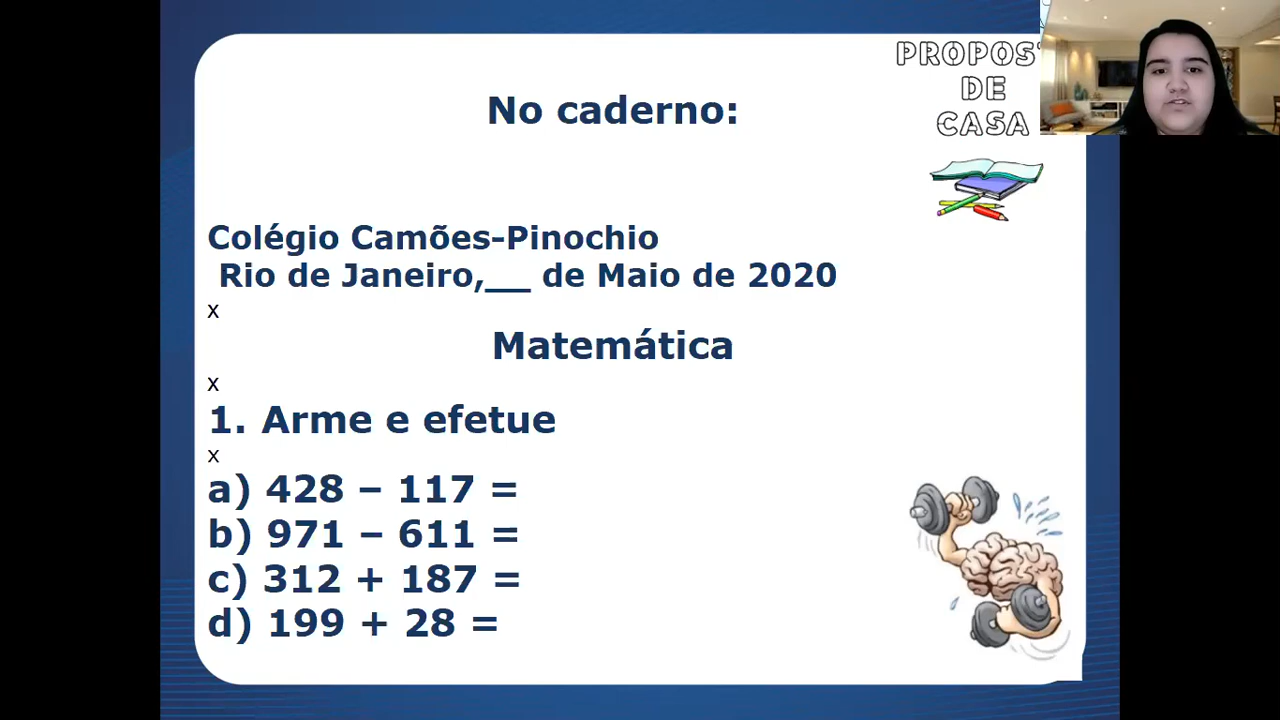 PROPOS
DE
CASA
No caderno:
Colégio Camões-Pinochio
Rio de Janeiro,__ de Maio de 2020
x
Matemática
x
1. Arme e efetue
x
a) 428 – 117 =
b) 971 – 611 =
c) 312 + 187 =
d) 199 + 28 =